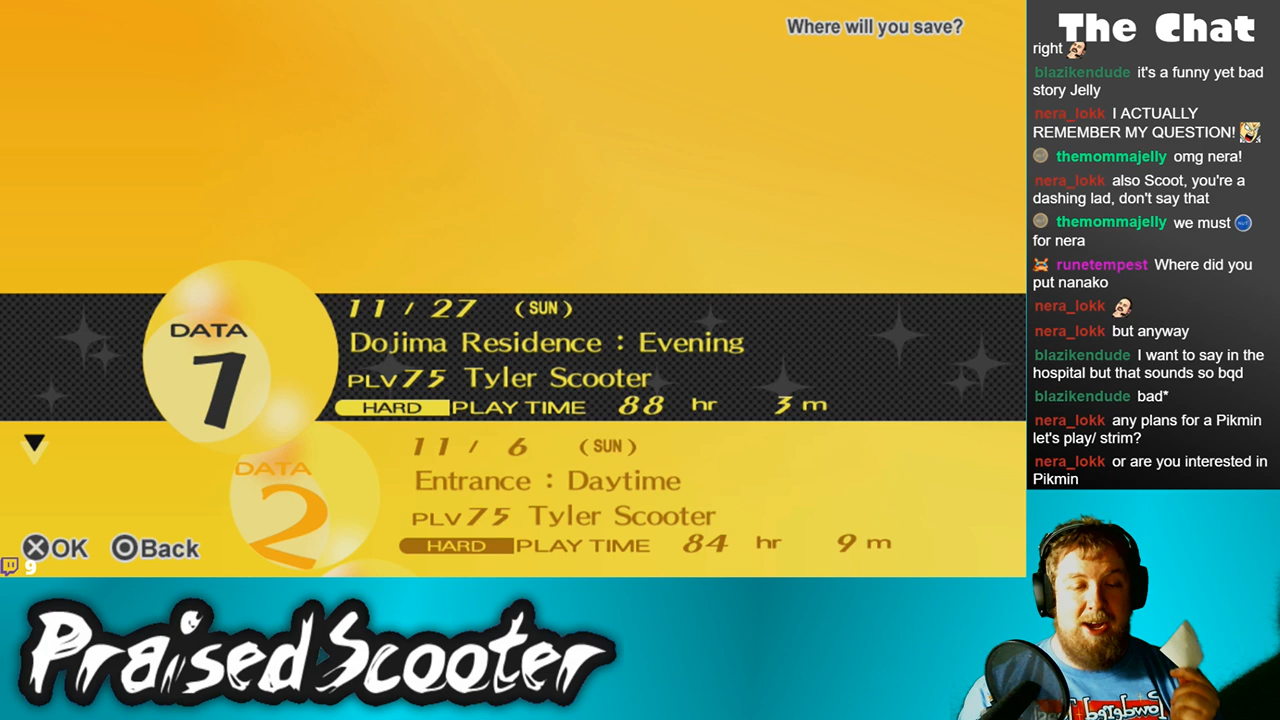 Where will you save?
DATA 1
11 / 27 (SUN)
Dojima Residence : Evening
PLV 75 Tyler Scooter
HARD PLAY TIME 88 hr 3 m
DATA 2
11 / 6 (SUN)
Entrance : Daytime
PLV 75 Tyler Scooter
HARD PLAY TIME 84 hr 9 m
OK Back
9
PraisedScooter
The Chat
right
blazikendude it's a funny yet bad
story Jelly
nera_lokk I ACTUALLY
REMEMBER MY QUESTION!
themommajelly omg nera!
nera_lokk also Scoot, you're a
dashing lad, don't say that
themommajelly we must
for nera
runetempest Where did you
put nanako
nera_lokk
nera_lokk but anyway
blazikendude I want to say in the
hospital but that sounds so bqd
blazikendude bad*
nera_lokk any plans for a Pikmin
let's play/ strim?
nera_lokk or are you interested in
Pikmin